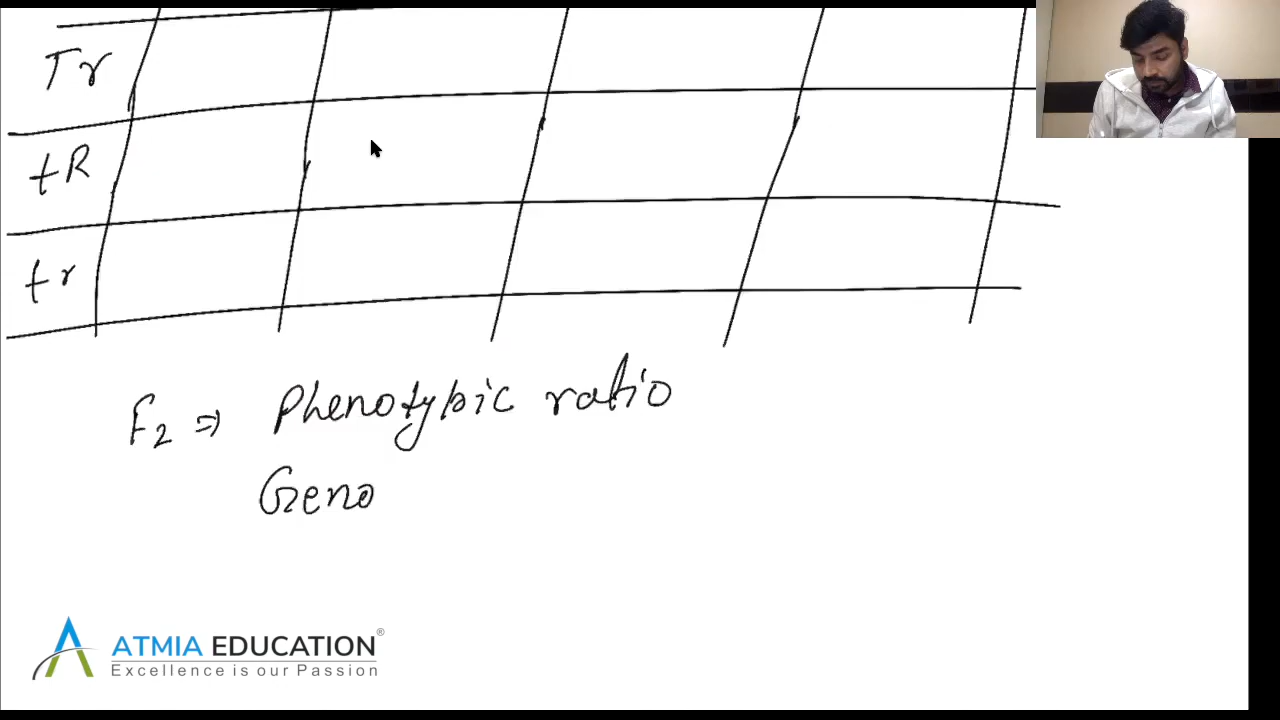 Tr
tR
tr
F2 ⇒ Phenotypic ratio
Geno
ATMIA EDUCATION®
Excellence is our Passion